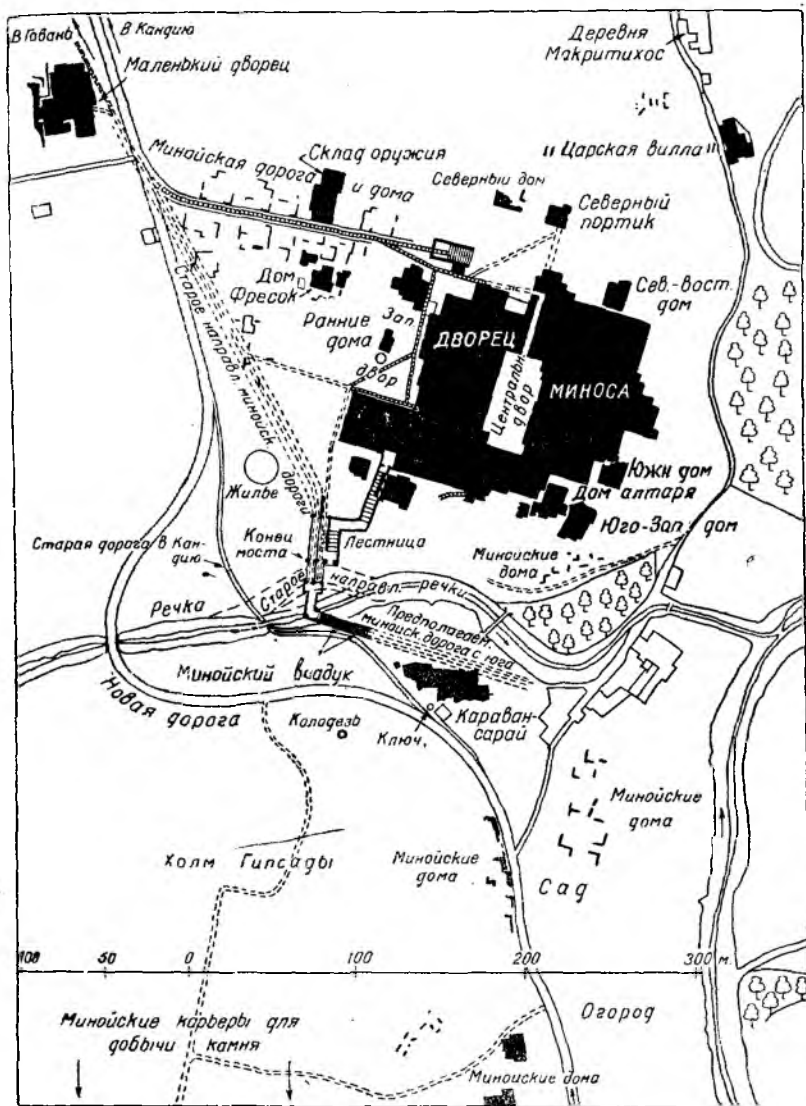 В Гавань
В Кандию
Маленький дворец
Деревня
Макритихос
Минойская дорога
и дома
Склад оружия
Северный дом
"Царская вилла"
Северный
портик
Сев.-вост.
дом
Дом
Фресок
Ранние
дома
Зап.
двор
ДВОРЕЦ
МИНОСА
Центральн.
двор
Старое направл. минойск. дороги
Жилье
Южн дом
Дом алтаря
Юго-Зап. дом
Минойские
дома
Старая дорога в Кан-
дию
моста
Лестница
Речка
Старое направл. речки
Предполагаем.
минойск. дорога с юга
Минойский виадук
Новая дорога
Колодезь
Ключ
Караван-
сарай
Минойские
дома
Холм Гипсады
Минойские
дома
Сад
100 50 0 100 200 300 м.
Минойские карьеры для
добычи камня
Огород
Минойские дома